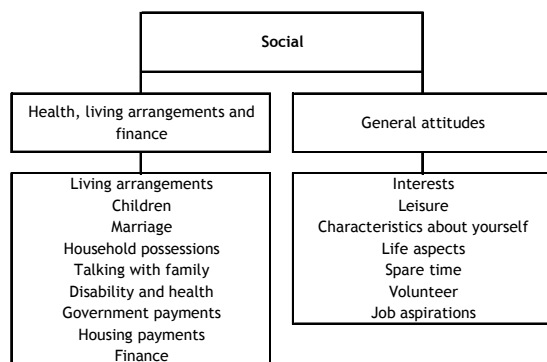 Social
Health, living arrangements and
finance
General attitudes
Living arrangements
Children
Marriage
Household possessions
Talking with family
Disability and health
Government payments
Housing payments
Finance
Interests
Leisure
Characteristics about yourself
Life aspects
Spare time
Volunteer
Job aspirations